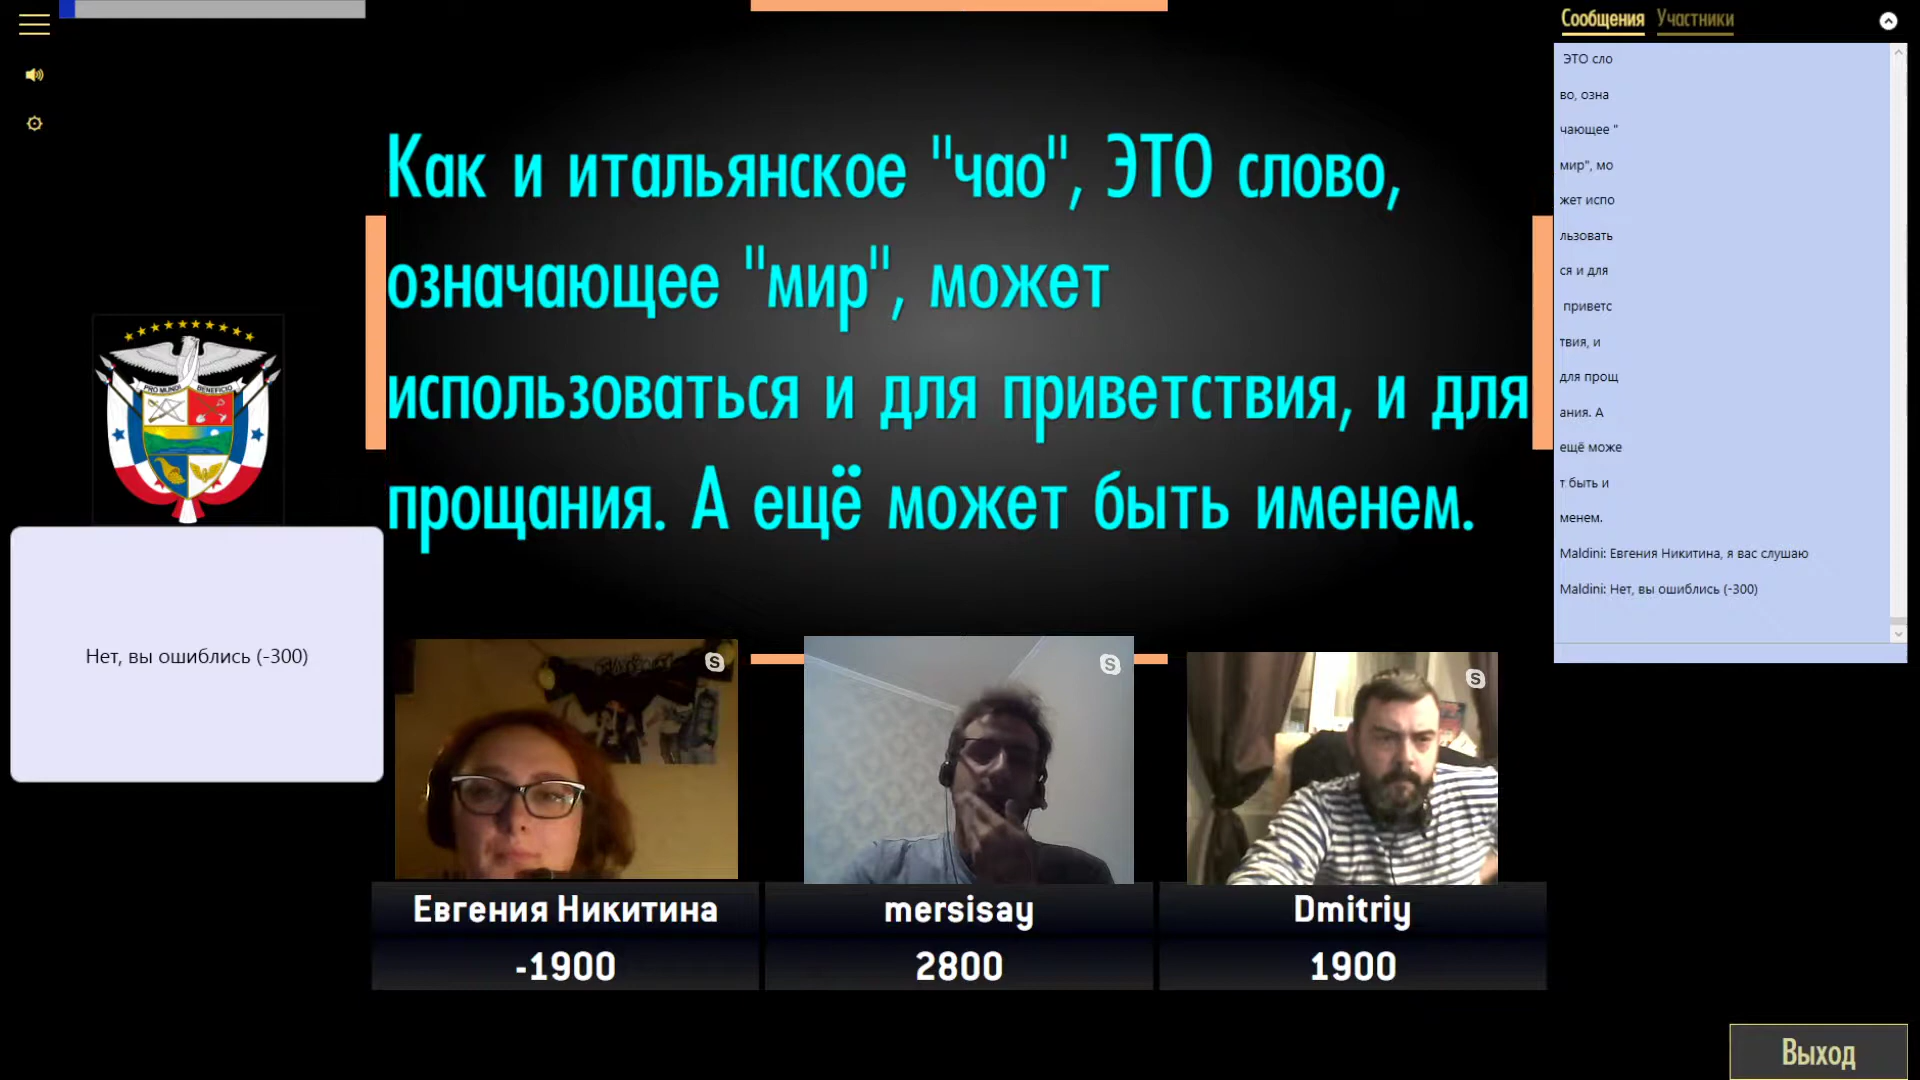 Сообщения Участники
Как и итальянское "чао", ЭТО слово,
означающее "мир", может
использоваться и для приветствия, и для
прощания. А ещё может быть именем.
ЭТО сло
во, озна
чающее "
мир", мо
жет испо
льзовать
ся и для
приветс
твия, и
для прощ
ания. А
ещё може
т быть и
менем.
Maldini: Евгения Никитина, я вас слушаю
Maldini: Нет, вы ошиблись (-300)
PRO MUNDI BENEFICIO
Нет, вы ошиблись (-300)
Евгения Никитина
-1900
mersisay
2800
Dmitriy
1900
Выход